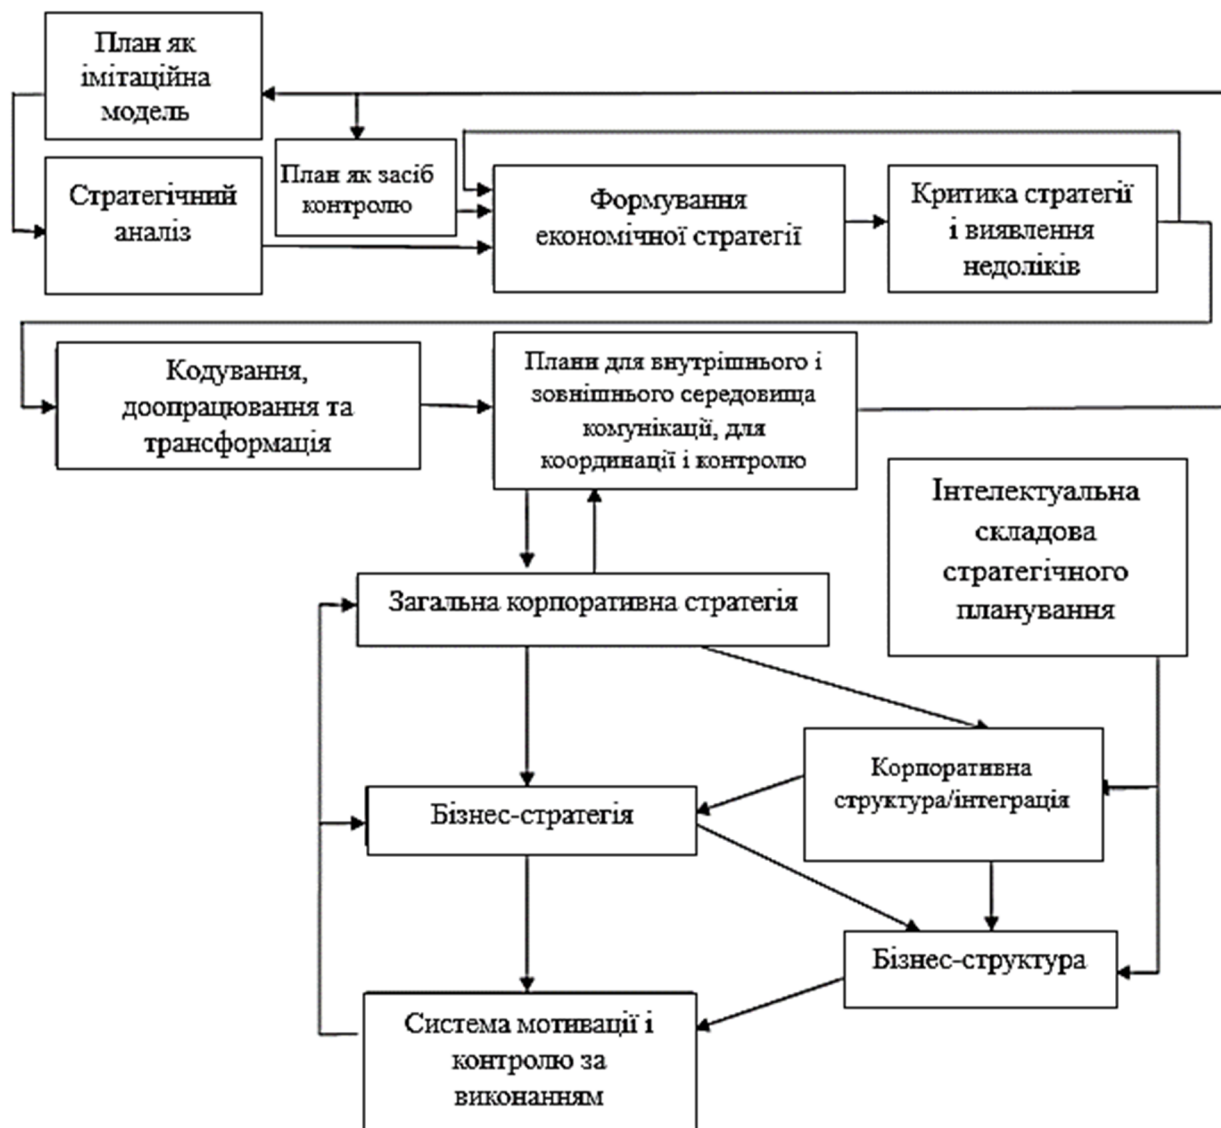 План як
імітаційна
модель
План як засіб
контролю
Стратегічний
аналіз
Формування
економічної стратегії
Критика стратегії
і виявлення
недоліків
Кодування,
доопрацювання та
трансформація
Плани для внутрішнього і
зовнішнього середовища
комунікації, для
координації і контролю
Інтелектуальна
складова
стратегічного
планування
Загальна корпоративна стратегія
Корпоративна
структура/інтеграція
Бізнес-стратегія
Бізнес-структура
Система мотивації і
контролю за
виконанням